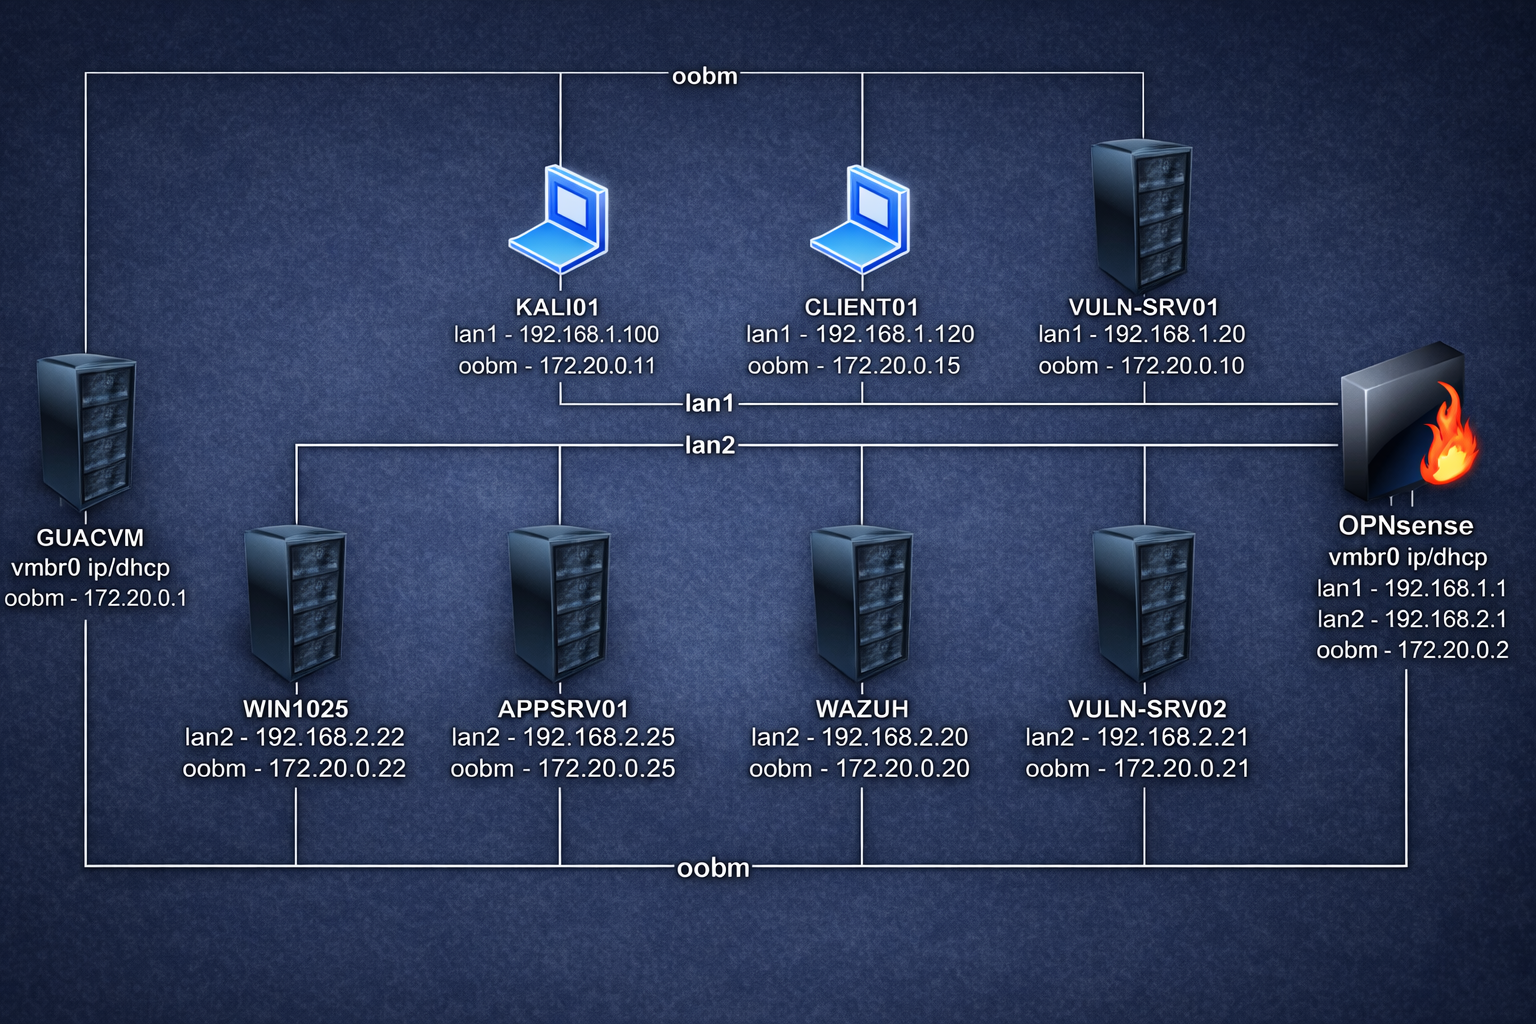 oobm
KALI01
lan1 - 192.168.1.100
oobm - 172.20.0.11
CLIENT01
lan1 - 192.168.1.120
oobm - 172.20.0.15
VULN-SRV01
lan1 - 192.168.1.20
oobm - 172.20.0.10
lan1
lan2
GUACVM
vmbr0 ip/dhcp
oobm - 172.20.0.1
OPNsense
vmbr0 ip/dhcp
lan1 - 192.168.1.1
lan2 - 192.168.2.1
oobm - 172.20.0.2
WIN1025
lan2 - 192.168.2.22
oobm - 172.20.0.22
APPSRV01
lan2 - 192.168.2.25
oobm - 172.20.0.25
WAZUH
lan2 - 192.168.2.20
oobm - 172.20.0.20
VULN-SRV02
lan2 - 192.168.2.21
oobm - 172.20.0.21
oobm